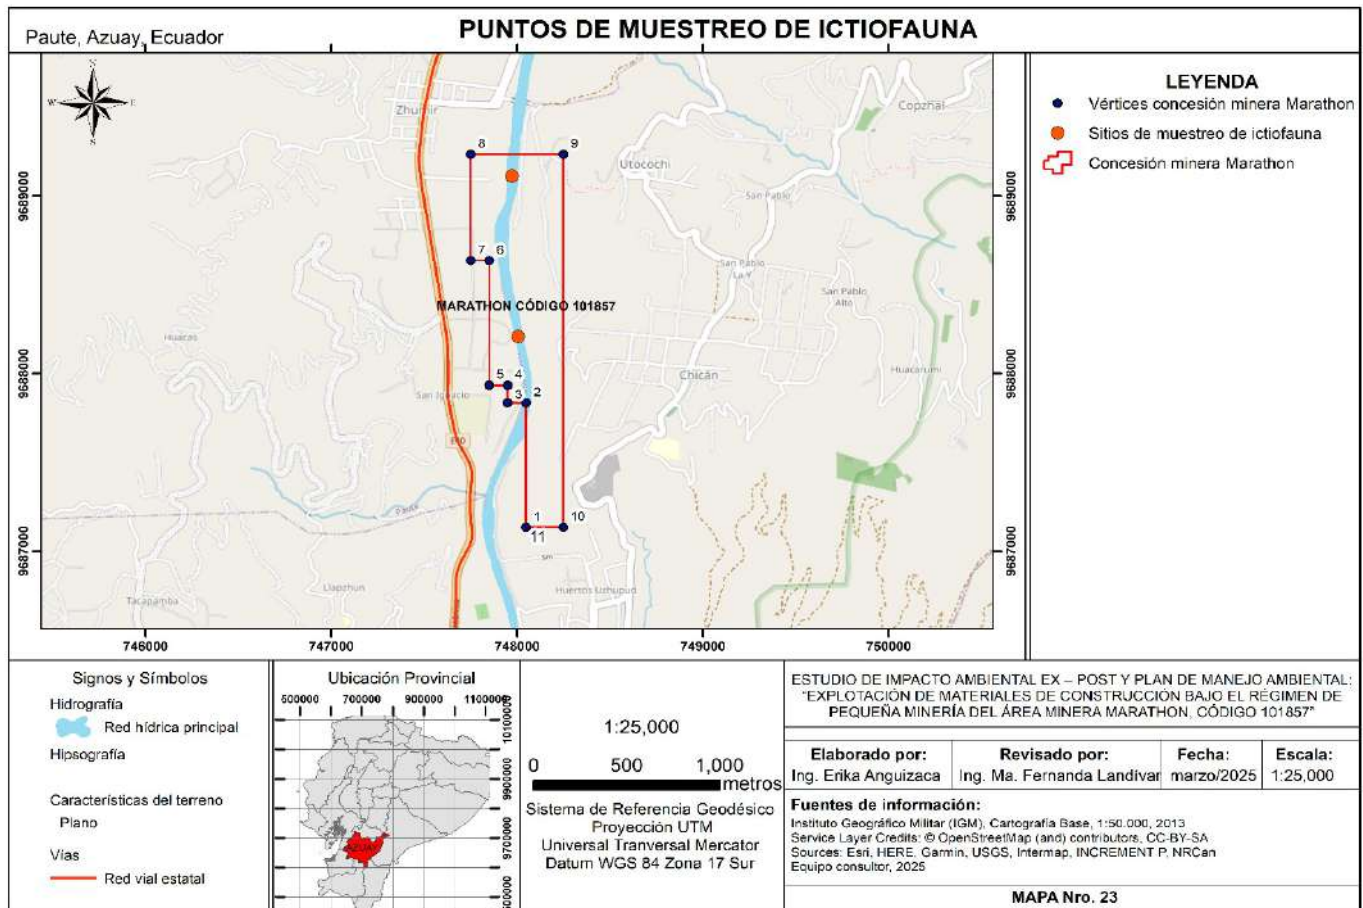 Paute, Azuay, Ecuador
PUNTOS DE MUESTREO DE ICTIOFAUNA
N
W
E
S
Zhumir
Copzhal
Utocochi
San Pablo
San Pablo
La Y
San Pablo
Alto
Huacas
Chicán
Huacarumi
San Ignacio
Paute
Llapzhun
Tacapamba
Huertos Uzhupud
8
9
7
6
MARATHON CÓDIGO 101857
5
4
3
2
1
11
10
9689000
9688000
9687000
9689000
9688000
9687000
746000
747000
748000
749000
750000
LEYENDA
Vértices concesión minera Marathon
Sitios de muestreo de ictiofauna
Concesión minera Marathon
Signos y Símbolos
Hidrografía
Red hídrica principal
Hipsografía
Características del terreno
Plano
Vías
Red vial estatal
Ubicación Provincial
500000
700000
900000
1100000
9900000
9700000
AZUAY
1:25,000
0
500
1,000
metros
Sistema de Referencia Geodésico
Proyección UTM
Universal Tranversal Mercator
Datum WGS 84 Zona 17 Sur
ESTUDIO DE IMPACTO AMBIENTAL EX – POST Y PLAN DE MANEJO AMBIENTAL:
"EXPLOTACIÓN DE MATERIALES DE CONSTRUCCIÓN BAJO EL RÉGIMEN DE
PEQUEÑA MINERÍA DEL ÁREA MINERA MARATHON, CÓDIGO 101857"
Elaborado por:
Ing. Erika Anguizaca
Revisado por:
Ing. Ma. Fernanda Landívar
Fecha:
marzo/2025
Escala:
1:25,000
Fuentes de información:
Instituto Geográfico Militar (IGM), Cartografía Base, 1:50.000, 2013
Service Layer Credits: © OpenStreetMap (and) contributors, CC-BY-SA
Sources: Esri, HERE, Garmin, USGS, Intermap, INCREMENT P, NRCan
Equipo consultor, 2025
MAPA Nro. 23